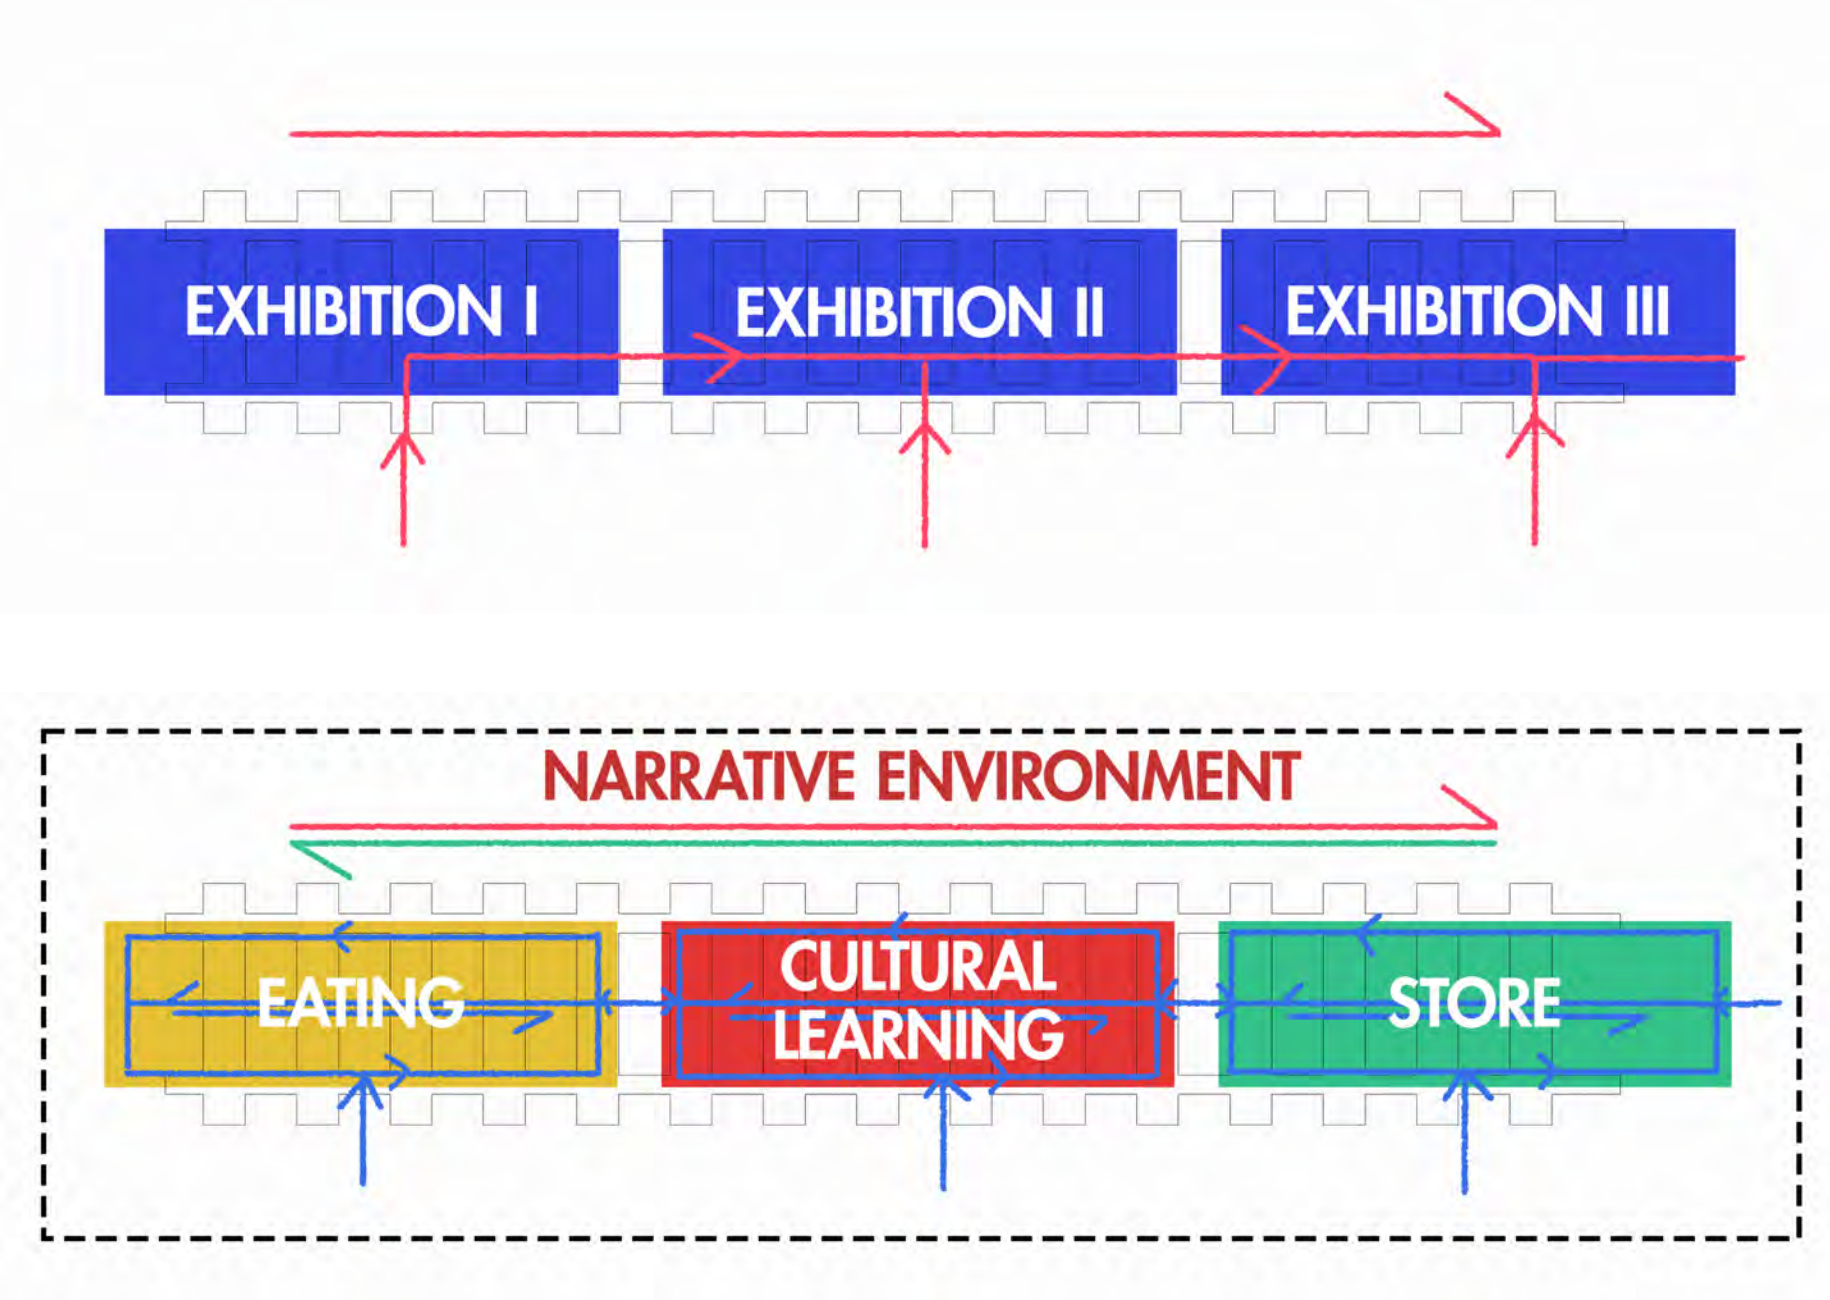 EXHIBITION I
EXHIBITION II
EXHIBITION III
NARRATIVE ENVIRONMENT
EATING
CULTURAL
LEARNING
STORE